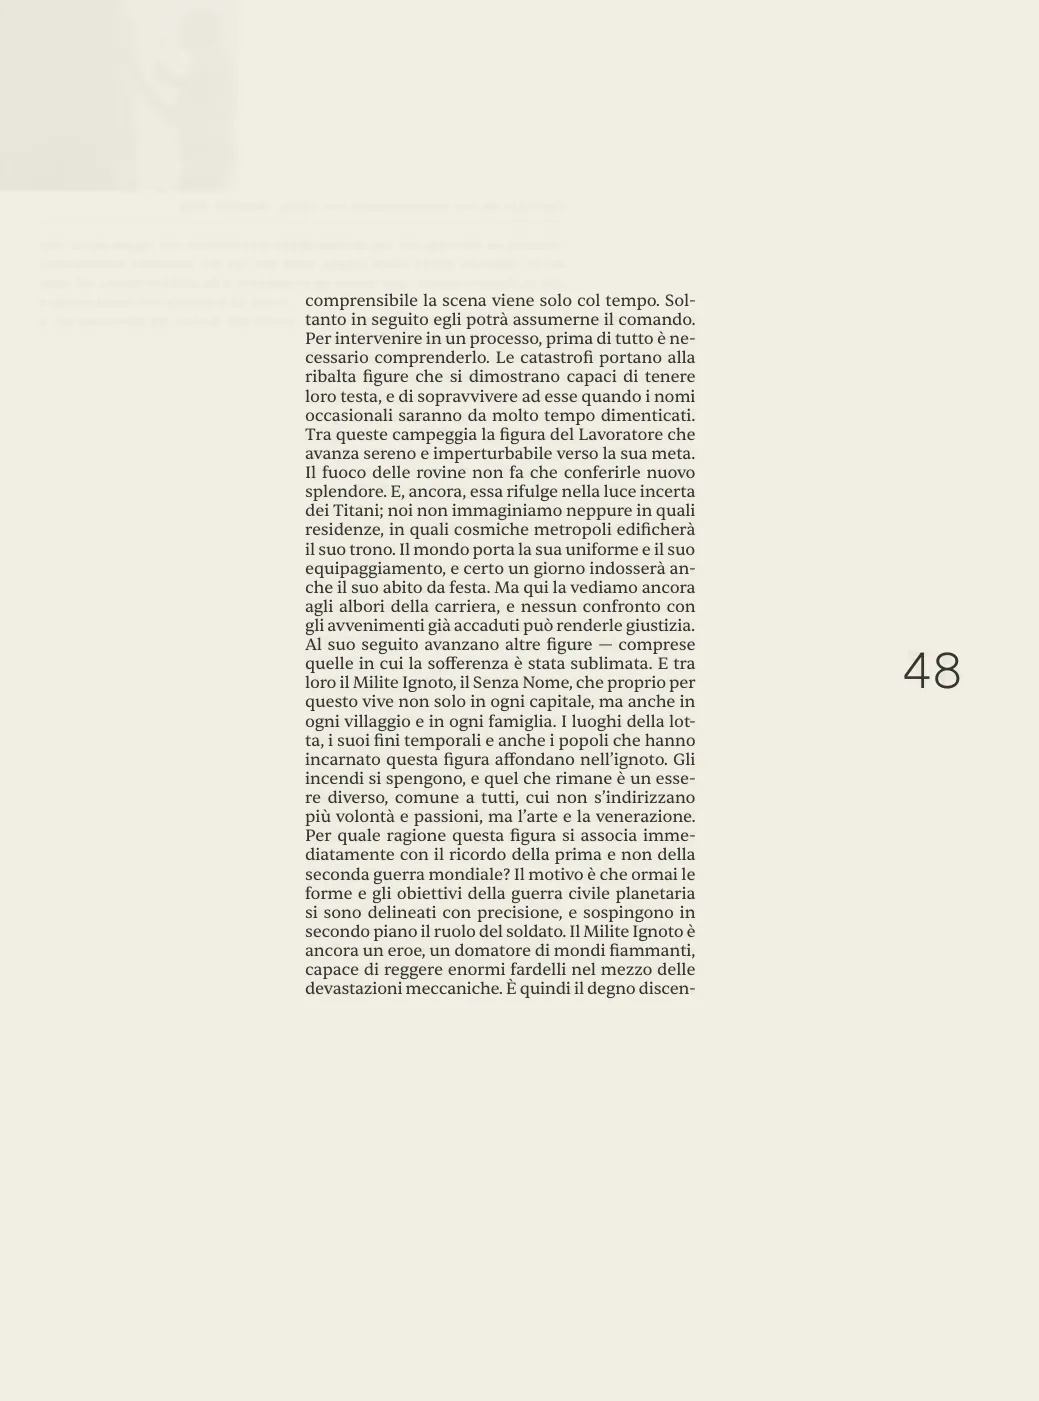 comprensibile la scena viene solo col tempo. Sol-
tanto in seguito egli potrà assumerne il comando.
Per intervenire in un processo, prima di tutto è ne-
cessario comprenderlo. Le catastrofi portano alla
ribalta figure che si dimostrano capaci di tenere
loro testa, e di sopravvivere ad esse quando i nomi
occasionali saranno da molto tempo dimenticati.
Tra queste campeggia la figura del Lavoratore che
avanza sereno e imperturbabile verso la sua meta.
Il fuoco delle rovine non fa che conferirle nuovo
splendore. E, ancora, essa rifulge nella luce incerta
dei Titani; noi non immaginiamo neppure in quali
residenze, in quali cosmiche metropoli edificherà
il suo trono. Il mondo porta la sua uniforme e il suo
equipaggiamento, e certo un giorno indosserà an-
che il suo abito da festa. Ma qui la vediamo ancora
agli albori della carriera, e nessun confronto con
gli avvenimenti già accaduti può renderle giustizia.
Al suo seguito avanzano altre figure — comprese
quelle in cui la sofferenza è stata sublimata. E tra
loro il Milite Ignoto, il Senza Nome, che proprio per
questo vive non solo in ogni capitale, ma anche in
ogni villaggio e in ogni famiglia. I luoghi della lot-
ta, i suoi fini temporali e anche i popoli che hanno
incarnato questa figura affondano nell’ignoto. Gli
incendi si spengono, e quel che rimane è un esse-
re diverso, comune a tutti, cui non s’indirizzano
più volontà e passioni, ma l’arte e la venerazione.
Per quale ragione questa figura si associa imme-
diatamente con il ricordo della prima e non della
seconda guerra mondiale? Il motivo è che ormai le
forme e gli obiettivi della guerra civile planetaria
si sono delineati con precisione, e sospingono in
secondo piano il ruolo del soldato. Il Milite Ignoto è
ancora un eroe, un domatore di mondi fiammanti,
capace di reggere enormi fardelli nel mezzo delle
devastazioni meccaniche. È quindi il degno discen-
48